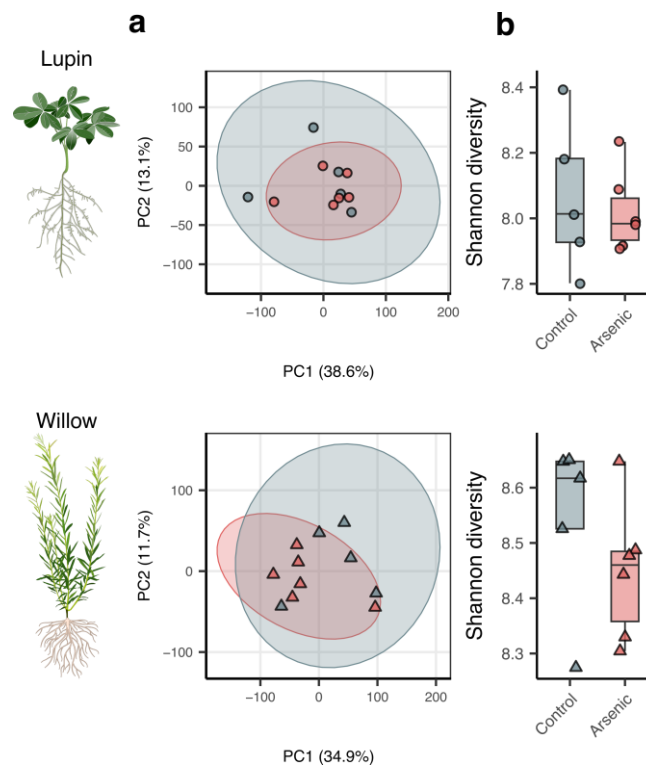 a
b
Lupin
PC2 (13.1%)
100
50
0
−50
−100
−100
0
100
200
PC1 (38.6%)
Shannon diversity
8.4
8.2
8.0
7.8
Control
Arsenic
Willow
PC2 (11.7%)
100
0
−100
−100
0
100
200
PC1 (34.9%)
Shannon diversity
8.6
8.5
8.4
8.3
Control
Arsenic